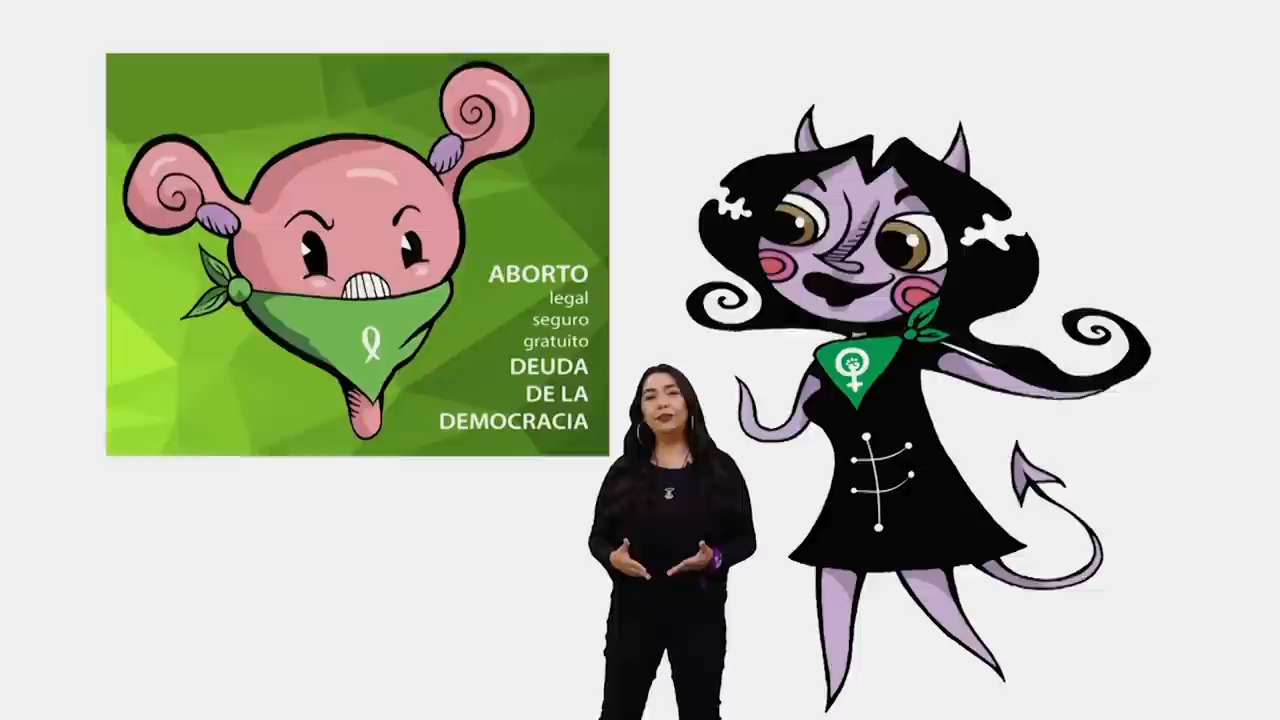 ABORTO
legal
seguro
gratuito
DEUDA
DE LA
DEMOCRACIA